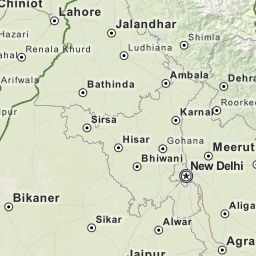 Chiniot
Lahore
Hazari
Jalandhar
Shimla
Renala Khurd
Ludhiana
Arifwala
Bathinda
Ambala
Dehra
Sirsa
Karnal
Roorkee
Hisar
Gohana
Meerut
Bhiwani
New Delhi
Bikaner
Sikar
Alwar
Aliga
Jaipur
Agra